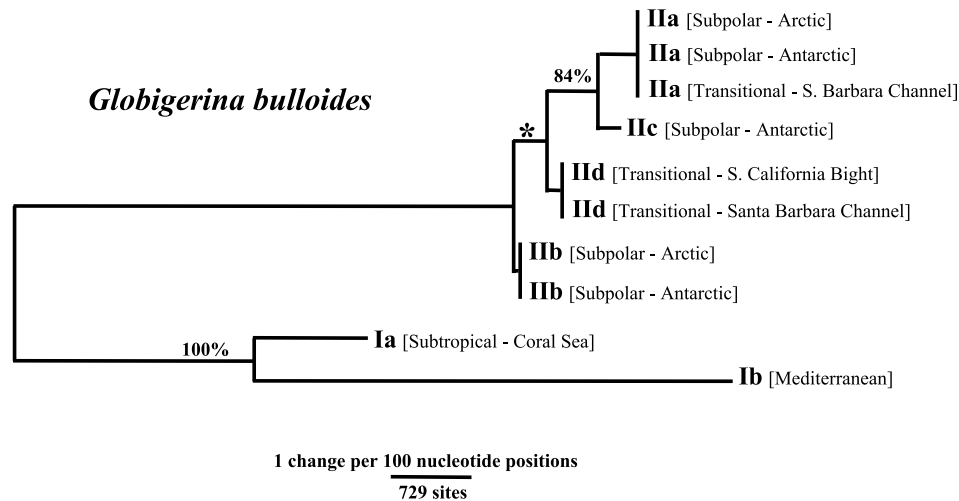 IIa [Subpolar - Arctic]
IIa [Subpolar - Antarctic]
84%
IIa [Transitional - S. Barbara Channel]
Globigerina bulloides
*
IIc [Subpolar - Antarctic]
IId [Transitional - S. California Bight]
IId [Transitional - Santa Barbara Channel]
IIb [Subpolar - Arctic]
IIb [Subpolar - Antarctic]
Ia [Subtropical - Coral Sea]
100%
Ib [Mediterranean]
1 change per 100 nucleotide positions
729 sites